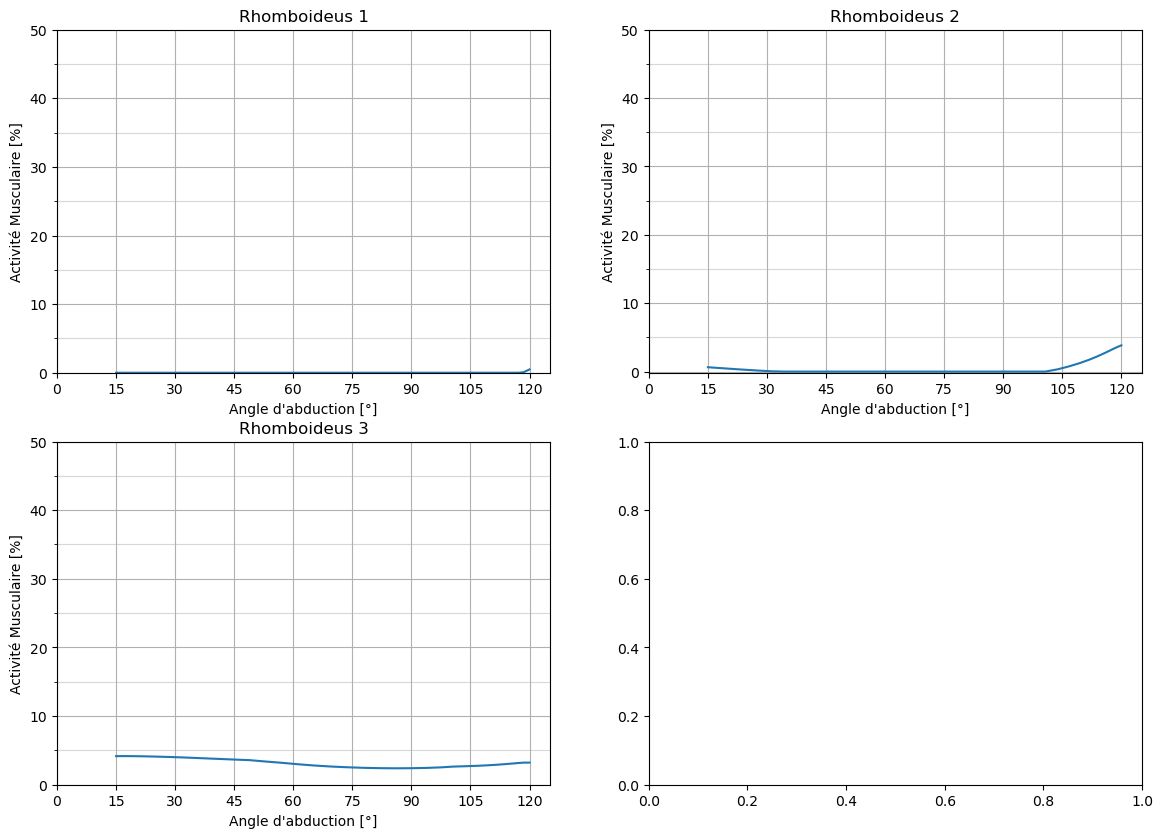 Rhomboideus 1
50
40
30
20
10
0
Activité Musculaire [%]
0 15 30 45 60 75 90 105 120
Angle d'abduction [°]
Rhomboideus 2
50
40
30
20
10
0
Activité Musculaire [%]
0 15 30 45 60 75 90 105 120
Angle d'abduction [°]
Rhomboideus 3
50
40
30
20
10
0
Activité Musculaire [%]
0 15 30 45 60 75 90 105 120
Angle d'abduction [°]
1.0
0.8
0.6
0.4
0.2
0.0
0.0 0.2 0.4 0.6 0.8 1.0